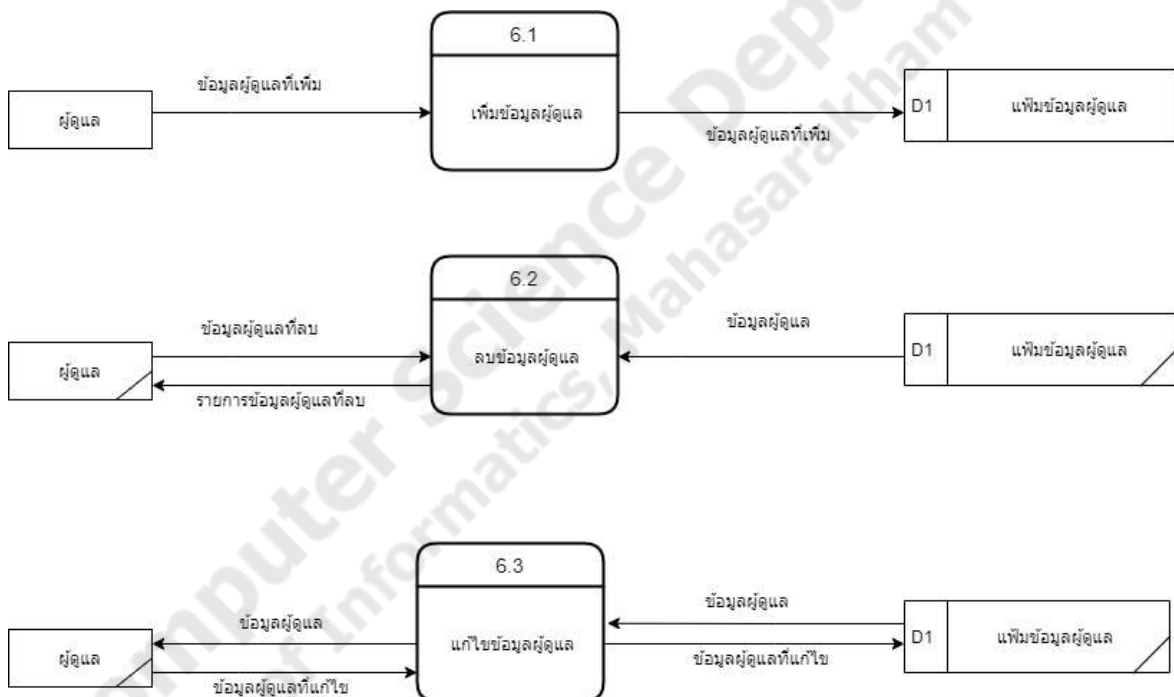 6.1
ข้อมูลผู้ดูแลที่เพิ่ม
ผู้ดูแล
เพิ่มข้อมูลผู้ดูแล
D1
แฟ้มข้อมูลผู้ดูแล
ข้อมูลผู้ดูแลที่เพิ่ม
6.2
ข้อมูลผู้ดูแลที่ลบ
ข้อมูลผู้ดูแล
ผู้ดูแล
ลบข้อมูลผู้ดูแล
D1
แฟ้มข้อมูลผู้ดูแล
รายการข้อมูลผู้ดูแลที่ลบ
6.3
ข้อมูลผู้ดูแล
ข้อมูลผู้ดูแล
ผู้ดูแล
แก้ไขข้อมูลผู้ดูแล
D1
แฟ้มข้อมูลผู้ดูแล
ข้อมูลผู้ดูแลที่แก้ไข
ข้อมูลผู้ดูแลที่แก้ไข
Science
of Informatics, Mahasarakham